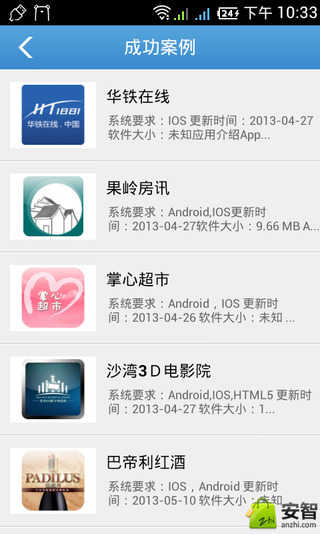 下午 10:33
成功案例
HT1881
华铁在线.中国
华铁在线
系统要求：IOS 更新时间：2013-04-27
软件大小：未知应用介绍App...
果岭房讯
系统要求：Android,IOS更新时
间：2013-04-27软件大小：9.66 MB A...
掌心
超市
掌心超市
系统要求：Android，IOS 更新时
间：2013-04-26 软件大小：未知 ...
沙湾3D电影院
系统要求：Android,IOS,HTML5 更新时
间：2013-04-27 软件大小：1...
PADILUS
巴帝利红酒
系统要求：Android,IOS 更新时
间：2013-05-10 软件大小：未知
安智
anzhi.com